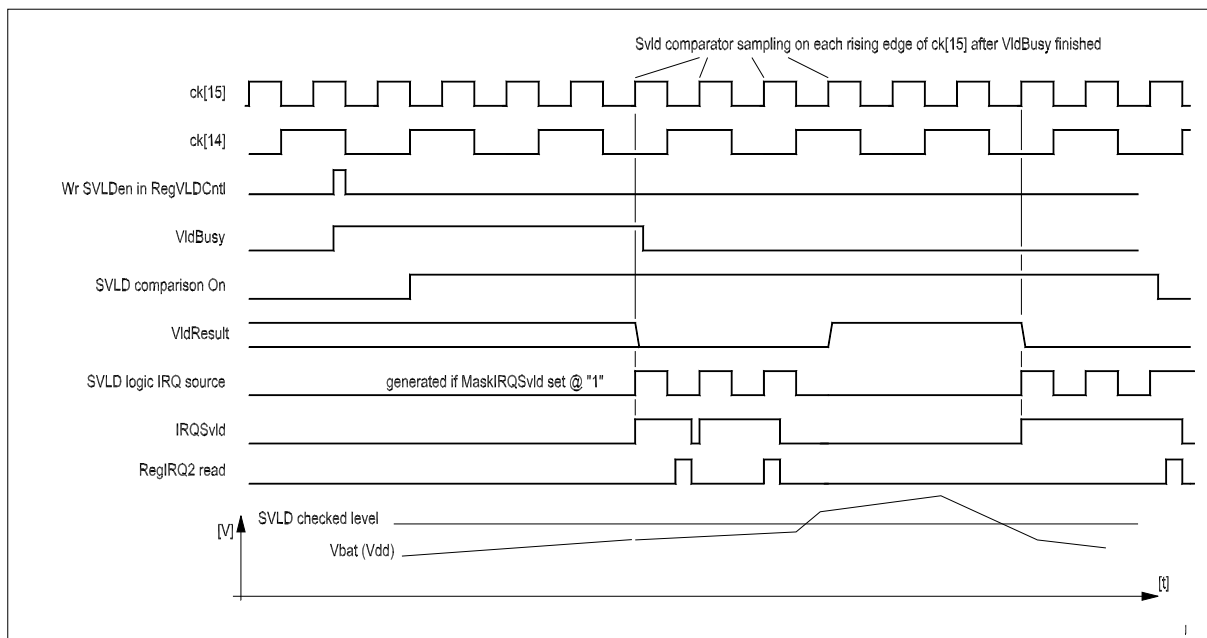 Svld comparator sampling on each rising edge of ck[15] after VldBusy finished
ck[15]
ck[14]
Wr SVLDen in RegVLDCntl
VldBusy
SVLD comparison On
VldResult
SVLD logic IRQ source
generated if MaskIRQSvld set @ "1"
IRQSvld
RegIRQ2 read
[V]
SVLD checked level
Vbat (Vdd)
[t]